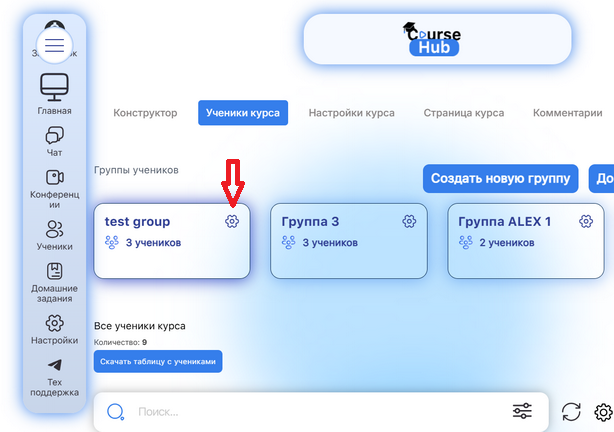 Course
Hub
Главная
Чат
Конференц
ии
Ученики
Домашние
задания
Настройки
Тех
поддержка
Конструктор
Ученики курса
Настройки курса
Страница курса
Комментарии
Группы учеников
Создать новую группу
До
test group
3 учеников
Группа 3
3 учеников
Группа ALEX 1
2 учеников
Все ученики курса
Количество: 9
Скачать таблицу с учениками
Поиск...